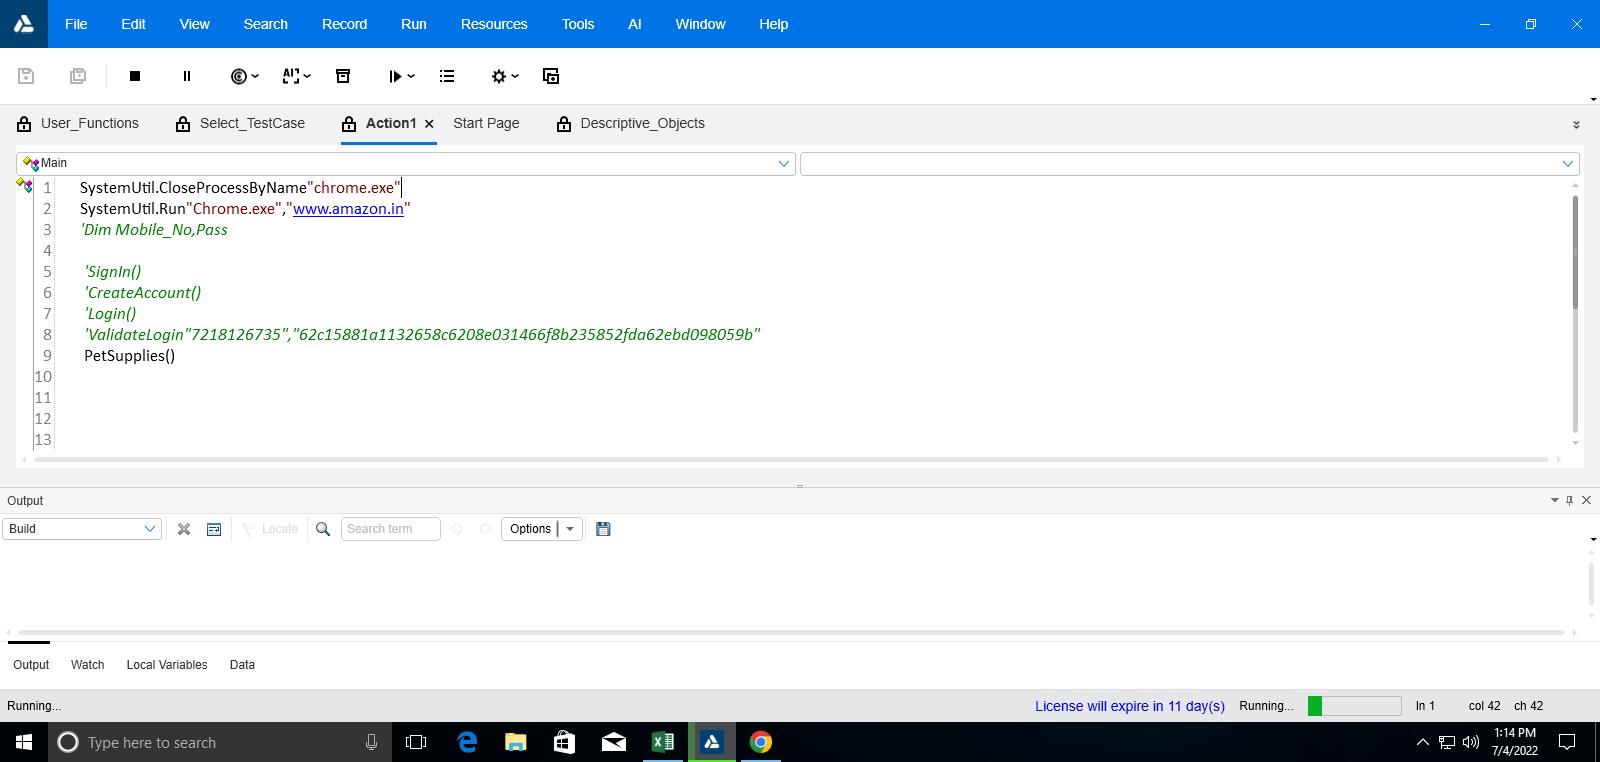 File Edit View Search Record Run Resources Tools AI Window Help
User_Functions Select_TestCase Action1 Start Page Descriptive_Objects
Main
1 SystemUtil.CloseProcessByName"chrome.exe"
2 SystemUtil.Run"Chrome.exe","www.amazon.in"
3 'Dim Mobile_No,Pass
4
5 'SignIn()
6 'CreateAccount()
7 'Login()
8 'ValidateLogin"7218126735","62c15881a1132658c6208e031466f8b235852fda62ebd098059b"
9 PetSupplies()
10
11
12
13
Output
Build Locate Search term Options
Output Watch Local Variables Data
Running... License will expire in 11 day(s) Running... ln 1 col 42 ch 42
Type here to search 1:14 PM
7/4/2022